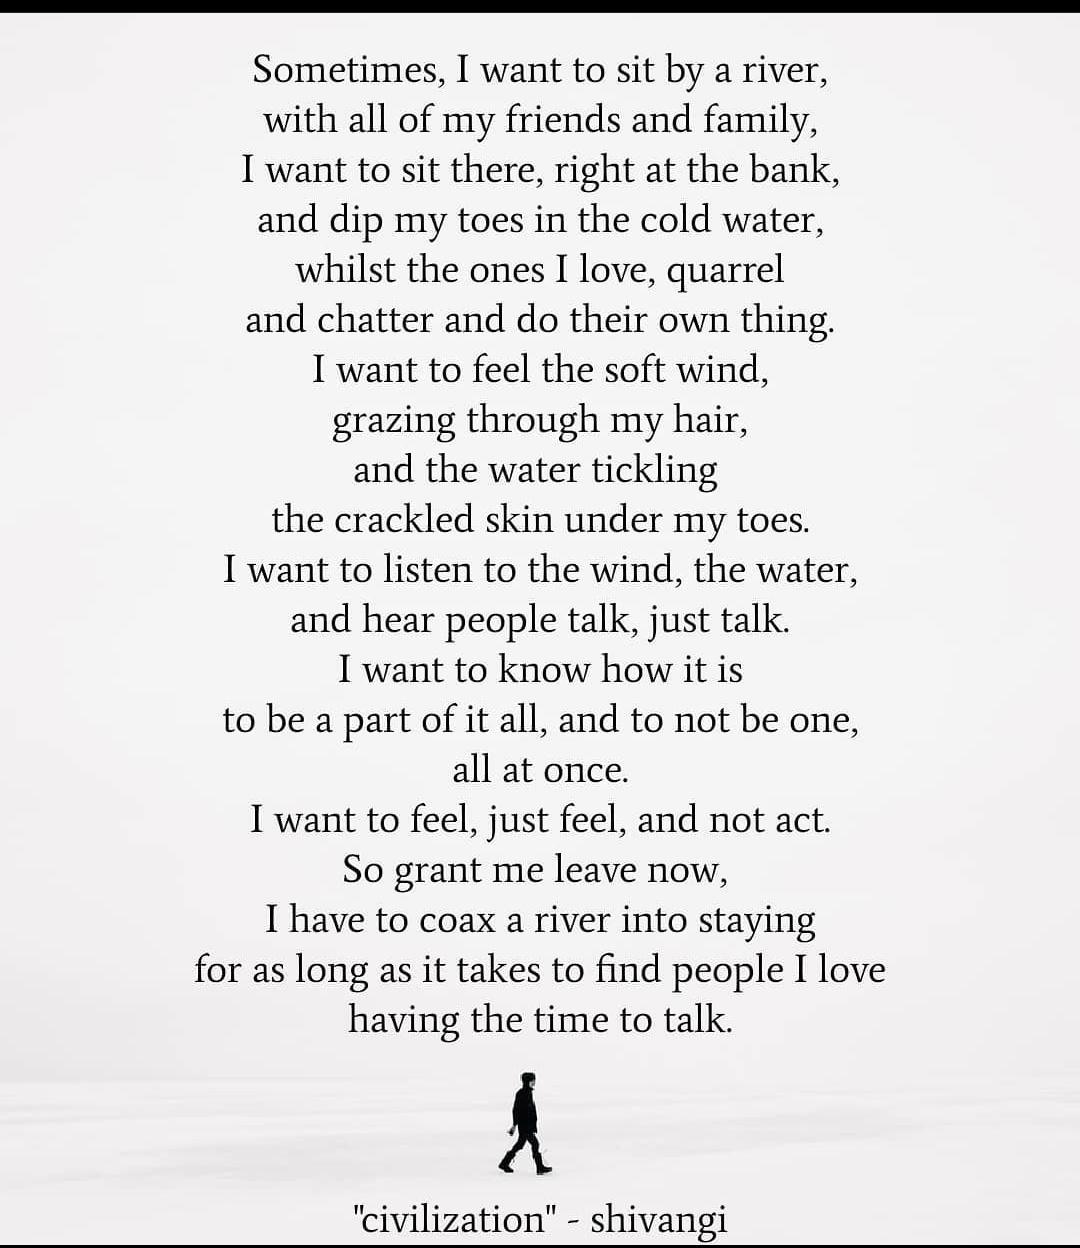 Sometimes, I want to sit by a river,
with all of my friends and family,
I want to sit there, right at the bank,
and dip my toes in the cold water,
whilst the ones I love, quarrel
and chatter and do their own thing.
I want to feel the soft wind,
grazing through my hair,
and the water tickling
the crackled skin under my toes.
I want to listen to the wind, the water,
and hear people talk, just talk.
I want to know how it is
to be a part of it all, and to not be one,
all at once.
I want to feel, just feel, and not act.
So grant me leave now,
I have to coax a river into staying
for as long as it takes to find people I love
having the time to talk.
"civilization" - shivangi